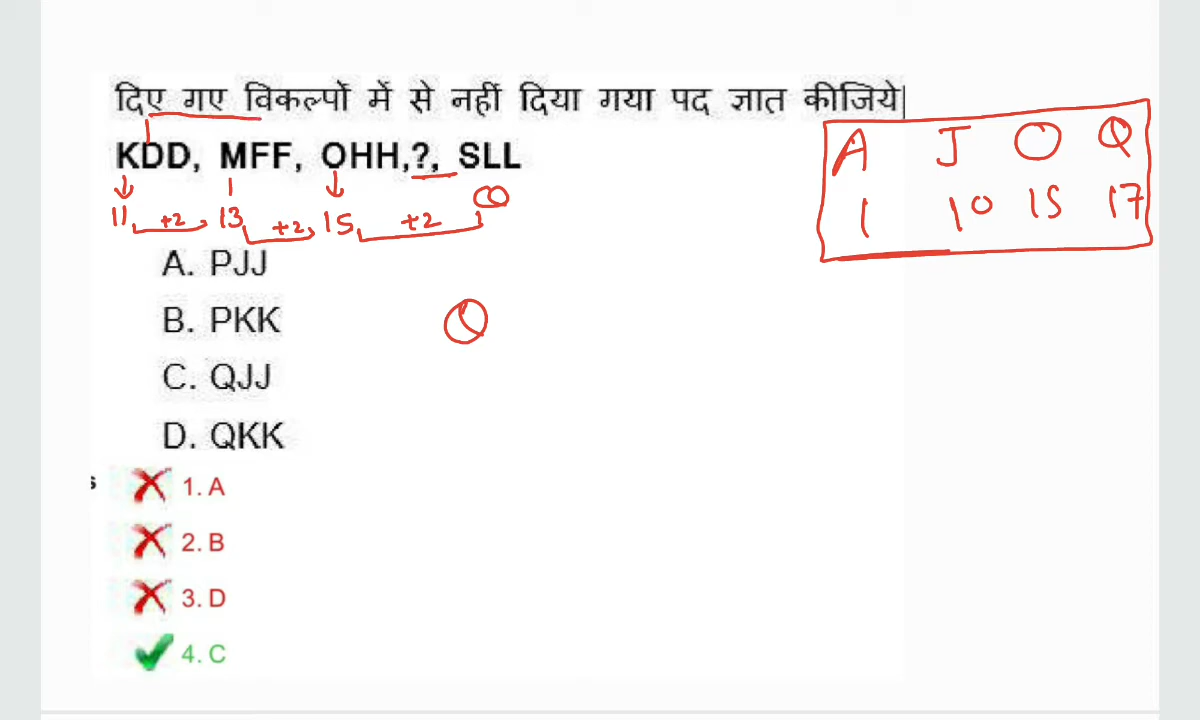 दिए गए विकल्पों में से नहीं दिया गया पद ज्ञात कीजिये|
A J O Q
1 10 15 17
KDD, MFF, OHH,?, SLL
11 +2 13 +2 15 +2
A. PJJ
B. PKK
Q
C. QJJ
D. QKK
s
1. A
2. B
3. D
4. C